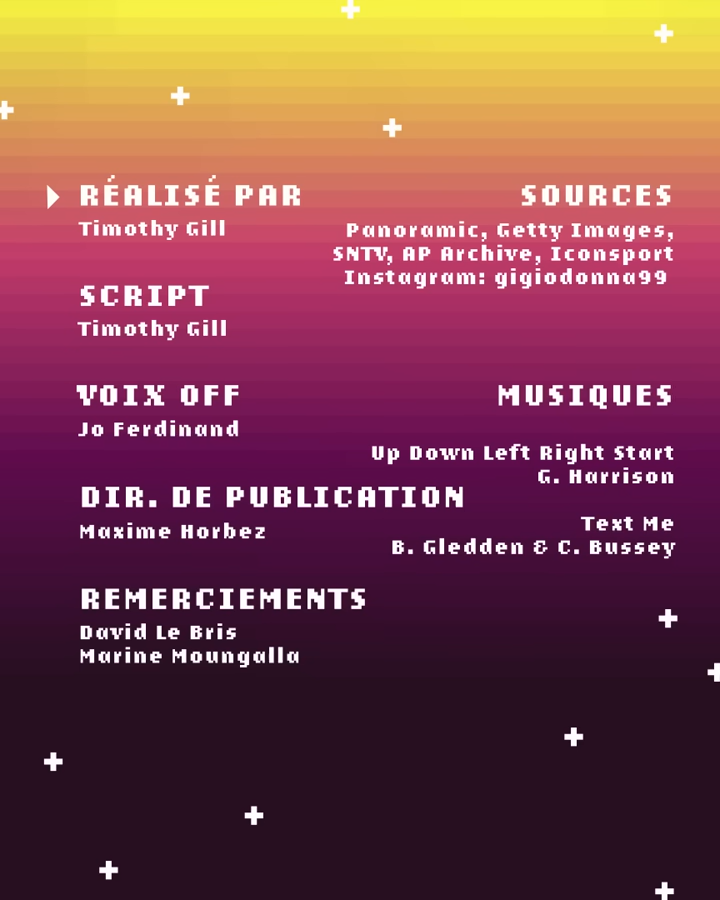 RÉALISÉ PAR
Timothy Gill
SCRIPT
Timothy Gill
VOIX OFF
Jo Ferdinand
DIR. DE PUBLICATION
Maxime Horbez
REMERCIEMENTS
David Le Bris
Marine Moungalla
SOURCES
Panoramic, Getty Images,
SNTV, AP Archive, Iconsport
Instagram: gigiodonna99
MUSIQUES
Up Down Left Right Start
G. Harrison
Text Me
B. Gledden & C. Bussey